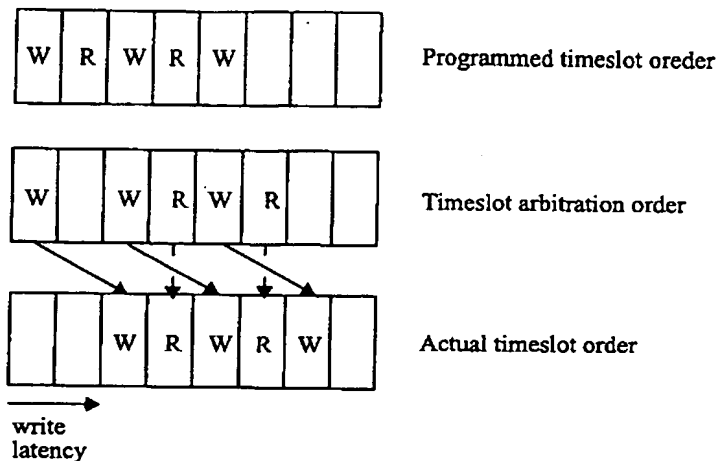 W R W R W Programmed timeslot oreder
W W R W R Timeslot arbitration order
W R W R W Actual timeslot order
write
latency